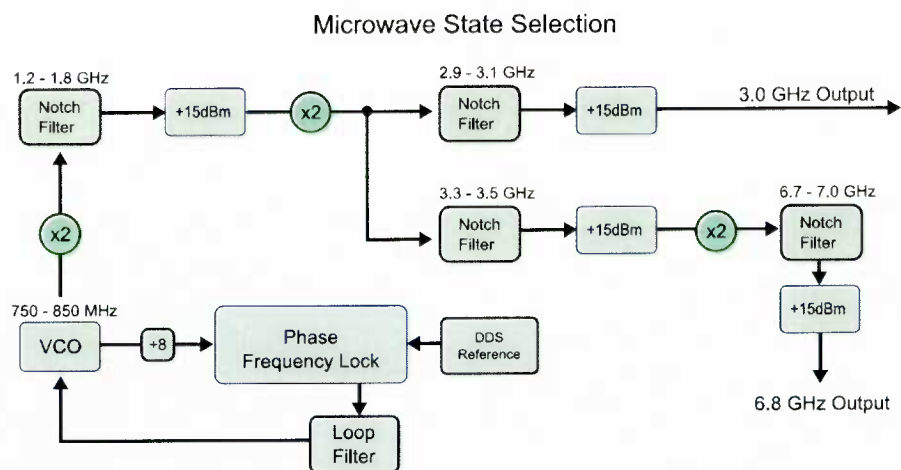 Microwave State Selection
1.2 - 1.8 GHz
Notch
Filter
+15dBm
x2
2.9 - 3.1 GHz
Notch
Filter
+15dBm
3.0 GHz Output
x2
3.3 - 3.5 GHz
Notch
Filter
+15dBm
x2
6.7 - 7.0 GHz
Notch
Filter
+15dBm
6.8 GHz Output
750 - 850 MHz
VCO
÷8
Phase
Frequency Lock
DDS
Reference
Loop
Filter